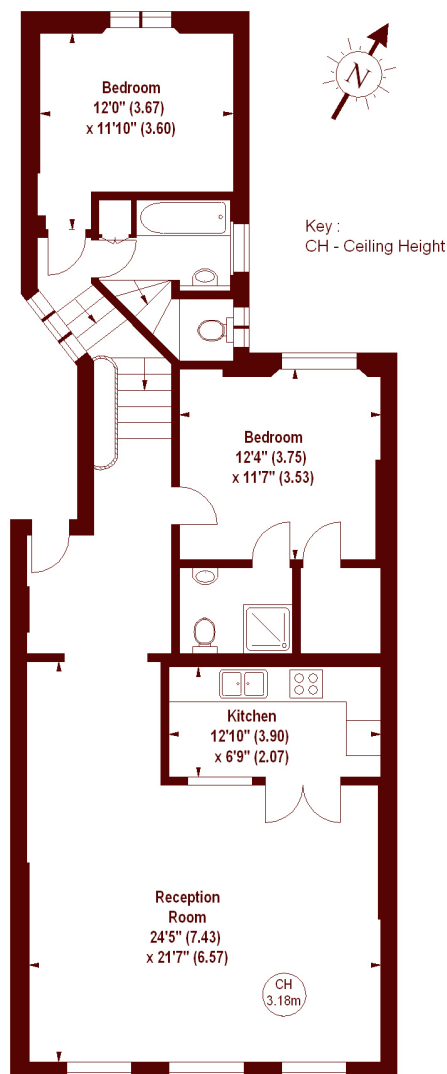 Bedroom
12'0" (3.67)
x 11'10" (3.60)
N
Key :
CH - Ceiling Height
Bedroom
12'4" (3.75)
x 11'7" (3.53)
Kitchen
12'10" (3.90)
x 6'9" (2.07)
Reception
Room
24'5" (7.43)
x 21'7" (6.57)
CH
3.18m